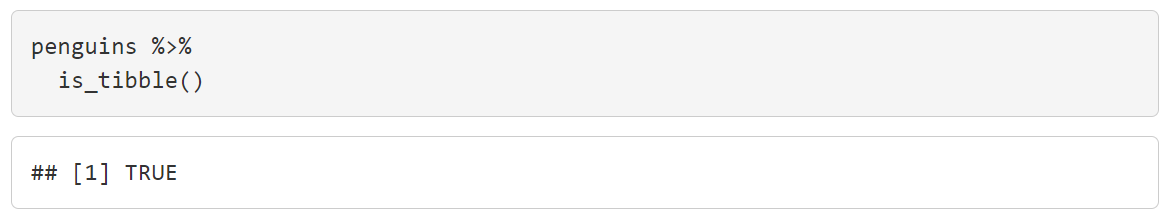 penguins %>%
  is_tibble()
## [1] TRUE